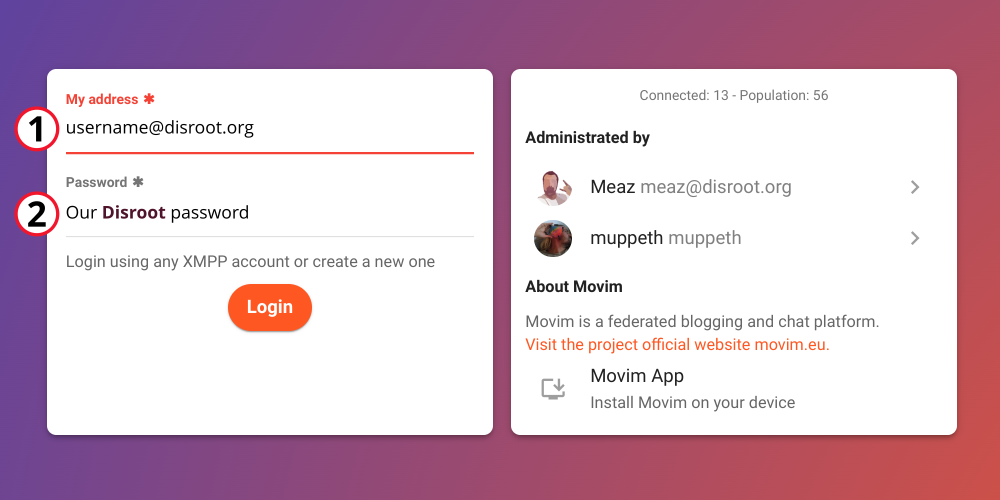 1
My address ✱
username@disroot.org
Password ✱
2
Our Disroot password
Login using any XMPP account or create a new one
Login
Connected: 13 - Population: 56
Administrated by
Meaz meaz@disroot.org
muppeth muppeth
About Movim
Movim is a federated blogging and chat platform.
Visit the project official website movim.eu.
Movim App
Install Movim on your device